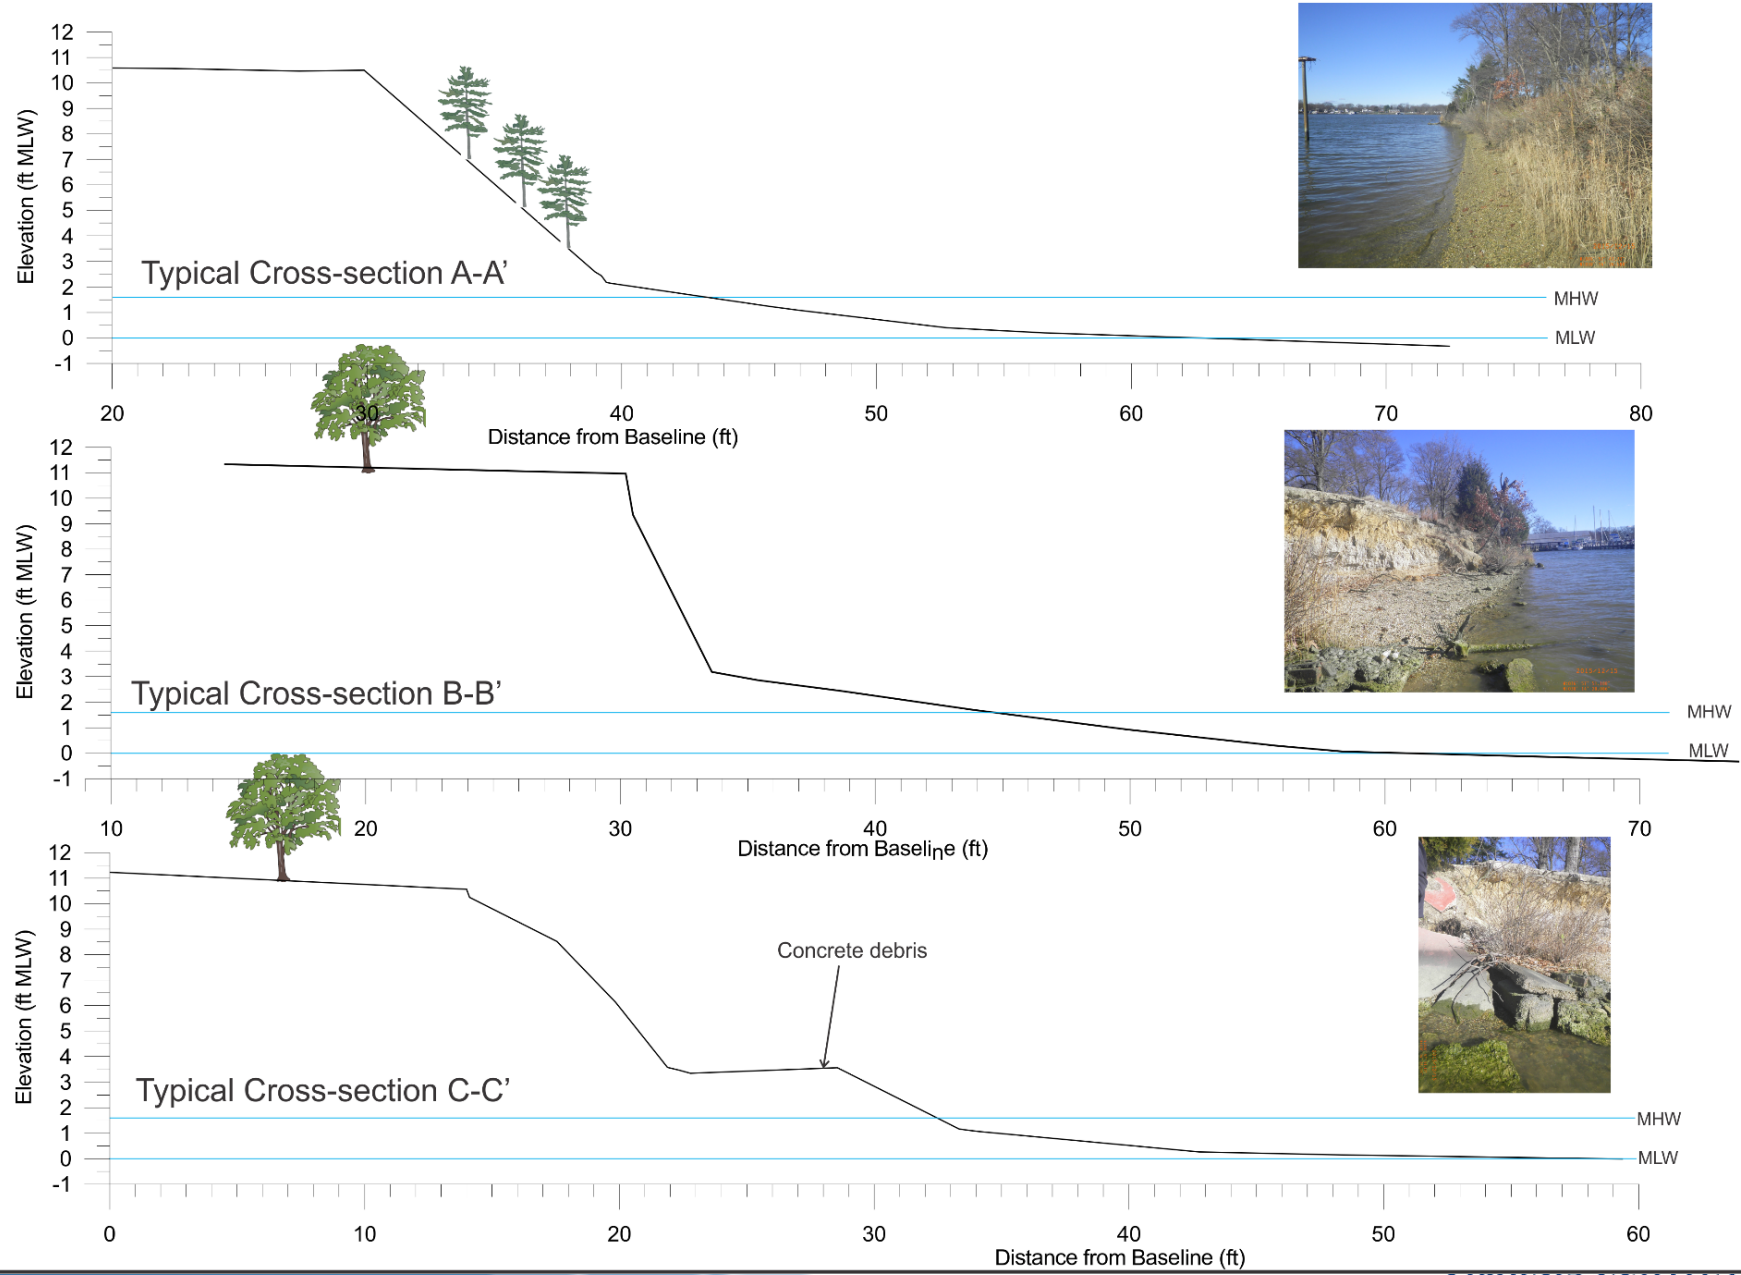 12
11
10
9
8
7
6
5
4
3
2
1
0
-1
Elevation (ft MLW)
Typical Cross-section A-A’
MHW
MLW
20 30 40 50 60 70 80
Distance from Baseline (ft)
12
11
10
9
8
7
6
5
4
3
2
1
0
-1
Elevation (ft MLW)
Typical Cross-section B-B’
MHW
MLW
10 20 30 40 50 60 70
Distance from Baseline (ft)
12
11
10
9
8
7
6
5
4
3
2
1
0
-1
Elevation (ft MLW)
Concrete debris
Typical Cross-section C-C’
MHW
MLW
0 10 20 30 40 50 60
Distance from Baseline (ft)